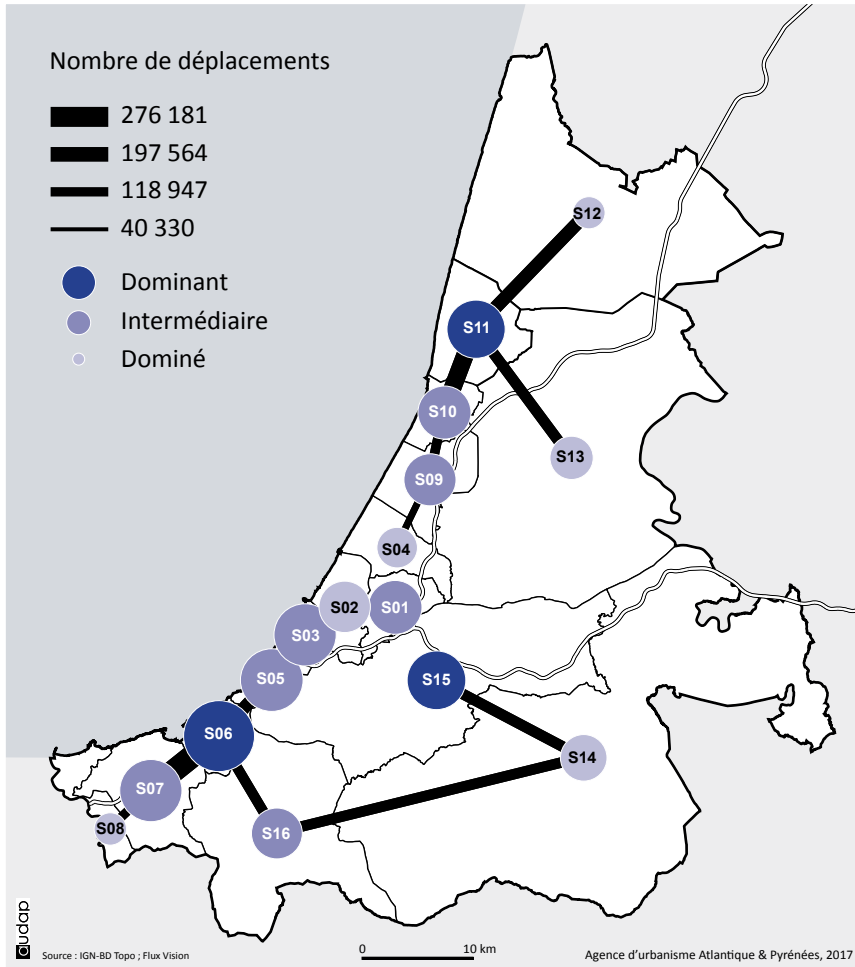 Nombre de déplacements
276 181
197 564
118 947
40 330
Dominant
Intermédiaire
Dominé
S12
S11
S10
S13
S09
S04
S02
S01
S03
S05
S15
S06
S14
S07
S08
S16
audap
Source : IGN-BD Topo ; Flux Vision
0 10 km
Agence d'urbanisme Atlantique & Pyrénées, 2017